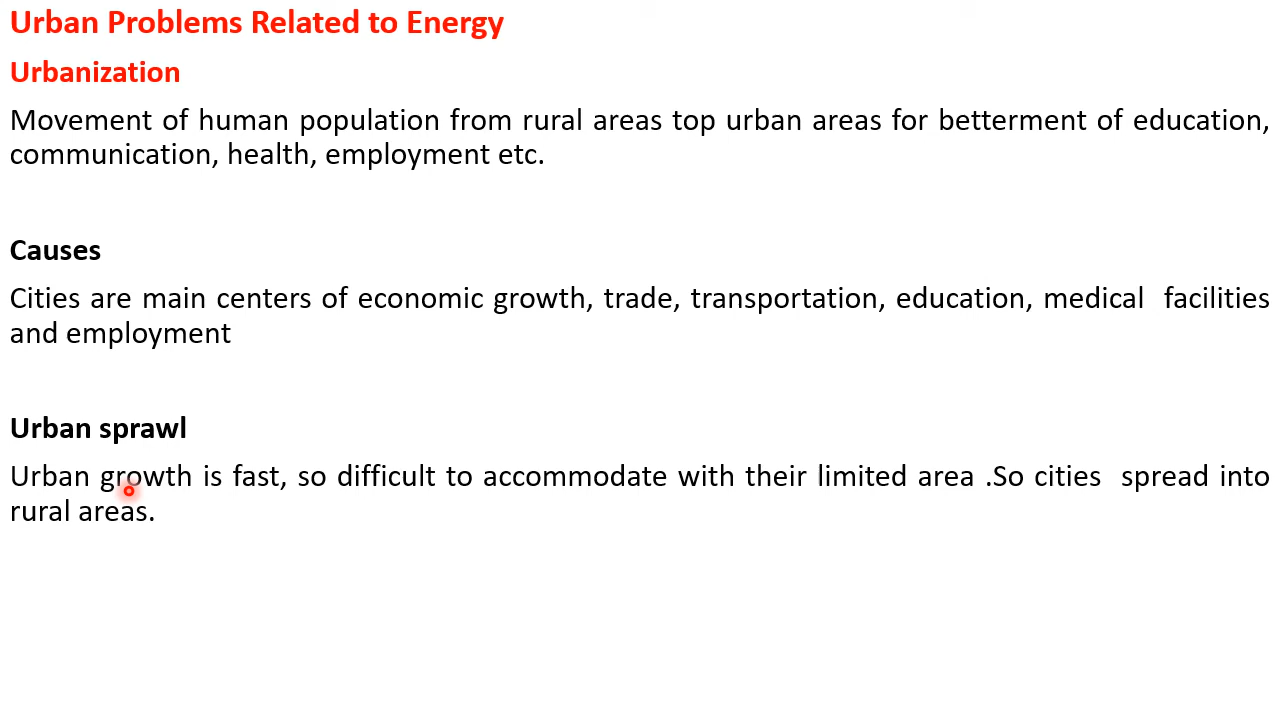 Urban Problems Related to Energy
Urbanization
Movement of human population from rural areas top urban areas for betterment of education,
communication, health, employment etc.
Causes
Cities are main centers of economic growth, trade, transportation, education, medical  facilities
and employment
Urban sprawl
Urban growth is fast, so difficult to accommodate with their limited area .So cities  spread into
rural areas.